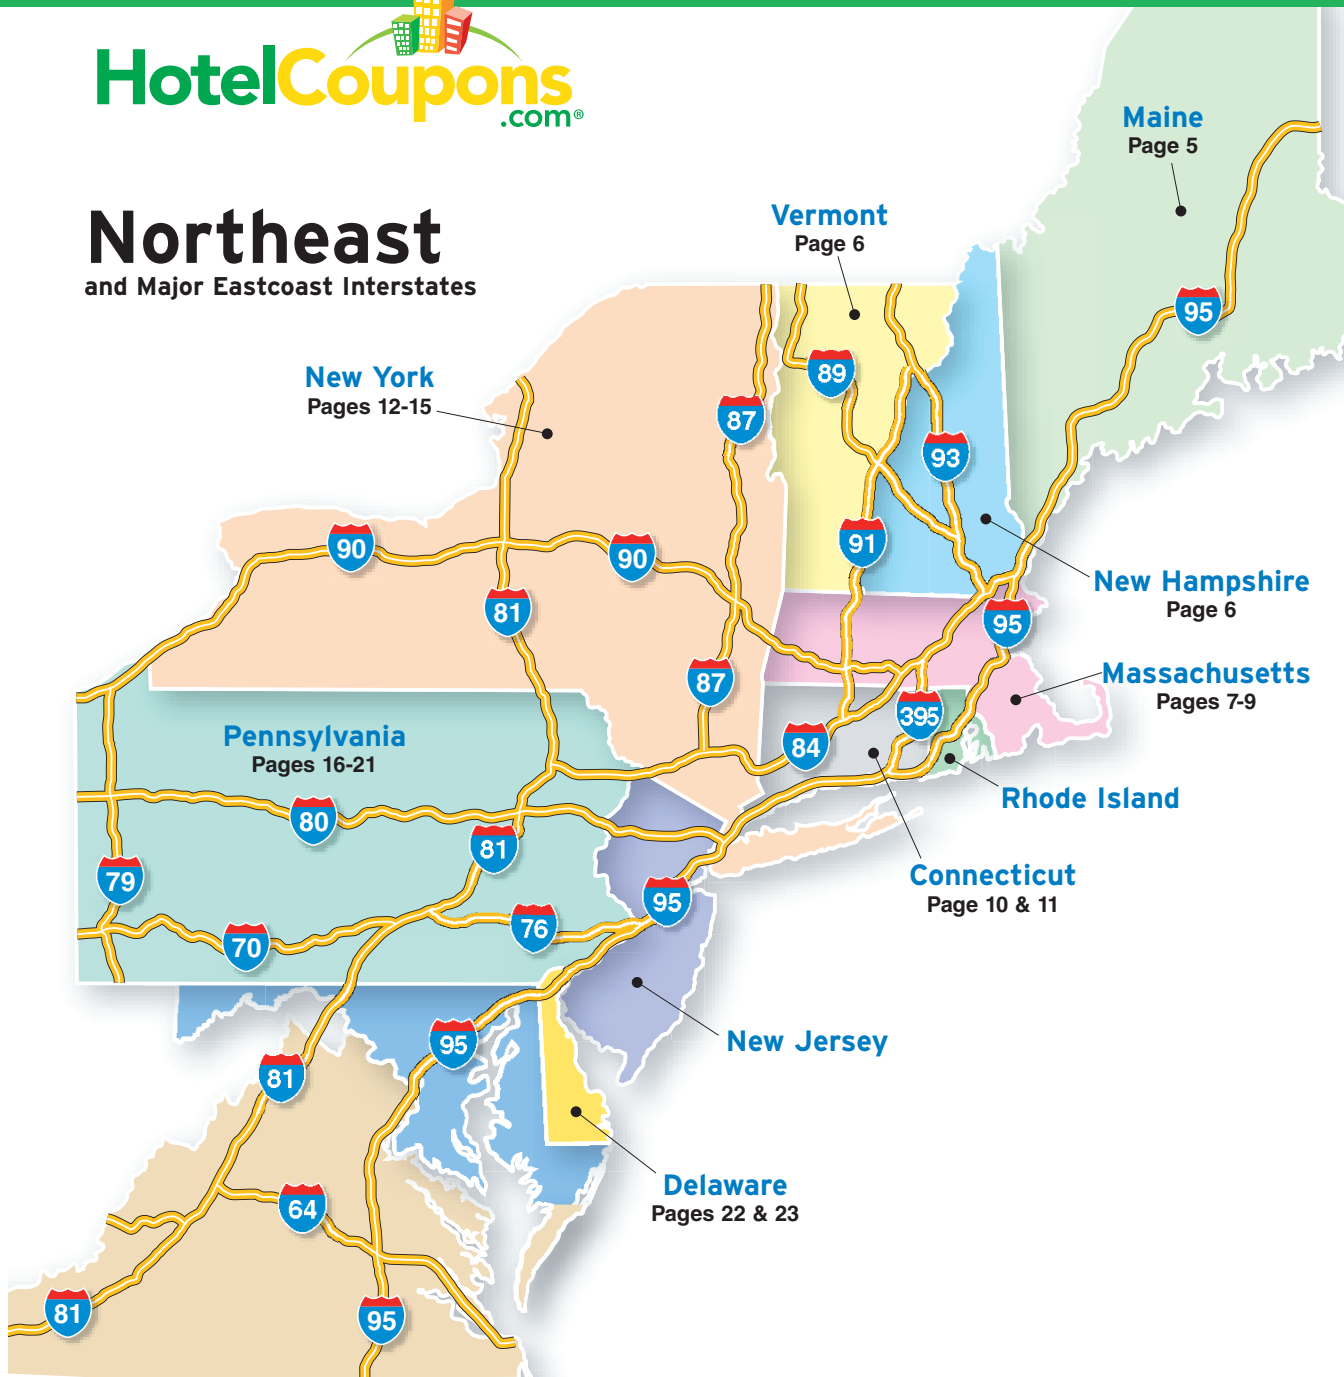 HotelCoupons
.com®
Northeast
and Major Eastcoast Interstates
Maine
Page 5
Vermont
Page 6
New York
Pages 12-15
95
89
87
93
90
90
91
81
New Hampshire
Page 6
95
87
Massachusetts
Pages 7-9
395
84
Pennsylvania
Pages 16-21
Rhode Island
80
81
79
Connecticut
Page 10 & 11
95
76
70
New Jersey
95
81
Delaware
Pages 22 & 23
64
81
95